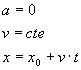 a = 0
v = cte
x = x₀ + v · t